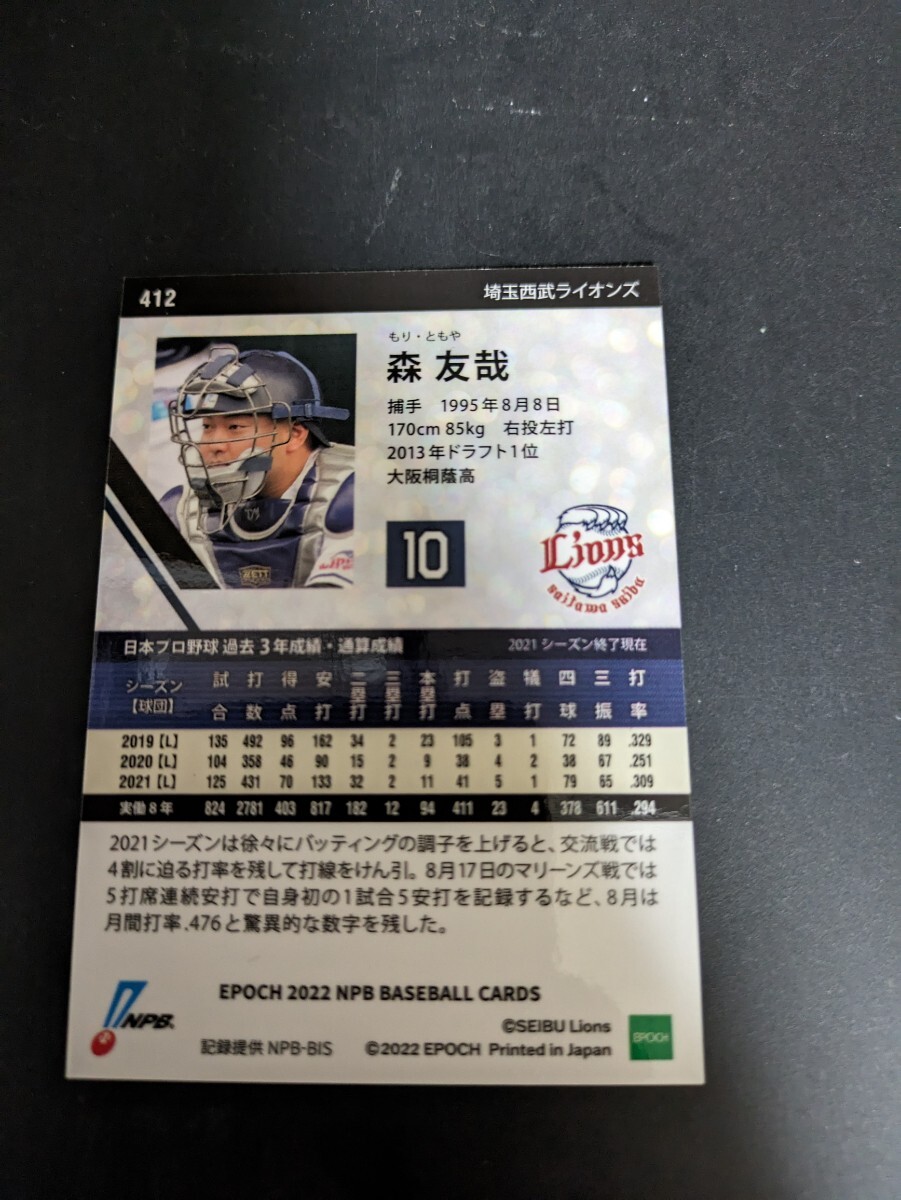 412 埼玉西武ライオンズ
もり・ともや
森 友哉
捕手 1995年8月8日
170cm 85kg 右投左打
2013年ドラフト1位
大阪桐蔭高
10
Lions
saitama seibu
ZETT
日本プロ野球 過去3年成績・通算成績 2021 シーズン終了現在
シーズン【球団】 試合 打数 得点 安打 二塁打 三塁打 本塁打 打点 盗塁 犠打 四球 三振 打率
2019【L】 135 492 96 162 34 2 23 105 3 1 72 89 .329
2020【L】 104 358 46 90 15 2 9 38 4 2 38 67 .251
2021【L】 125 431 70 133 32 2 11 41 5 1 79 65 .309
実働8年 824 2781 403 817 182 12 94 411 23 4 378 611 .294
2021シーズンは徐々にバッティングの調子を上げると、交流戦では
4割に迫る打率を残して打線をけん引。8月17日のマリーンズ戦では
5打席連続安打で自身初の1試合5安打を記録するなど、8月は
月間打率.476と驚異的な数字を残した。
NPB
EPOCH 2022 NPB BASEBALL CARDS
©SEIBU Lions
記録提供 NPB-BIS ©2022 EPOCH Printed in Japan
EPOCH